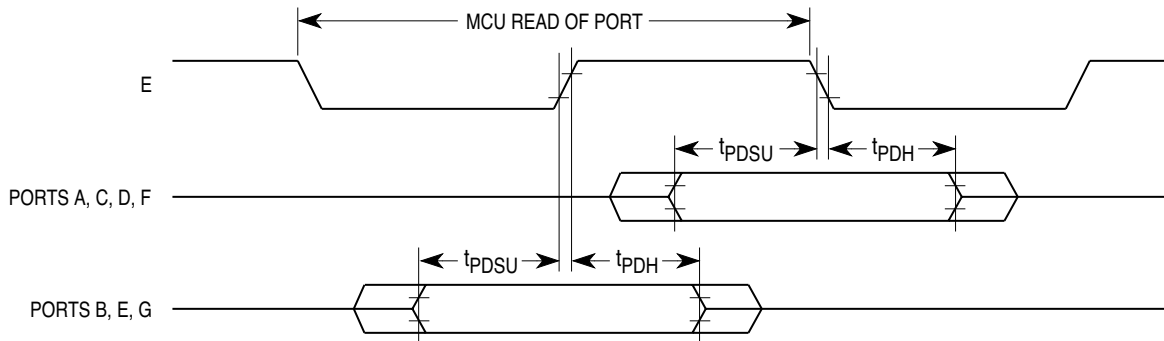 MCU READ OF PORT
E
tPDSU tPDH
PORTS A, C, D, F
tPDSU tPDH
PORTS B, E, G